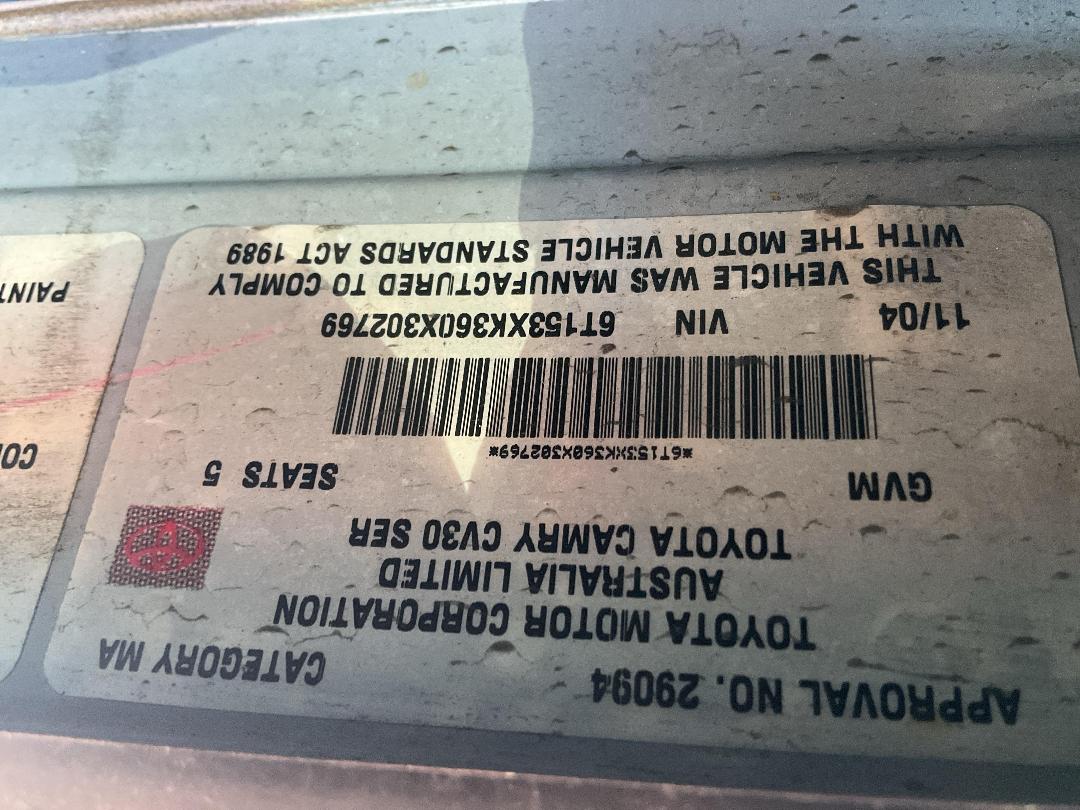 APPROVAL NO. 29094 CATEGORY MA
TOYOTA MOTOR CORPORATION
AUSTRALIA LIMITED
TOYOTA CAMRY CV30 SER
GVM SEATS 5
*6T153XK360X302769*
11/04 VIN 6T153XK360X302769
THIS VEHICLE WAS MANUFACTURED TO COMPLY
WITH THE MOTOR VEHICLE STANDARDS ACT 1989
COL
PAINT